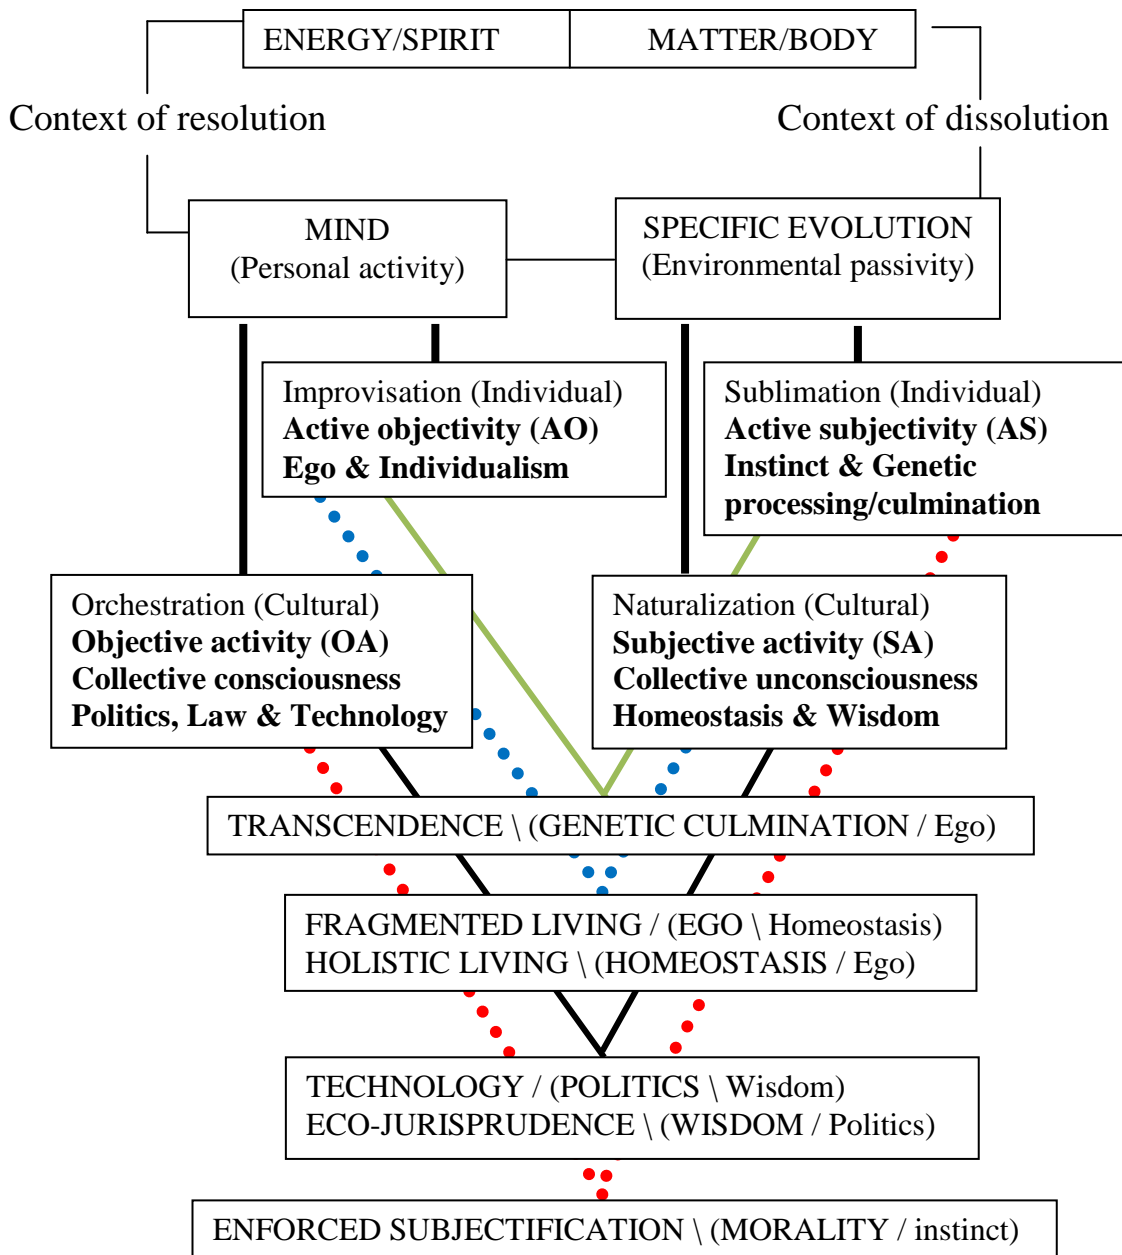 ENERGY/SPIRIT
MATTER/BODY
Context of resolution
Context of dissolution
MIND
(Personal activity)
SPECIFIC EVOLUTION
(Environmental passivity)
Improvisation (Individual)
Active objectivity (AO)
Ego & Individualism
Sublimation (Individual)
Active subjectivity (AS)
Instinct & Genetic
processing/culmination
Orchestration (Cultural)
Objective activity (OA)
Collective consciousness
Politics, Law & Technology
Naturalization (Cultural)
Subjective activity (SA)
Collective unconsciousness
Homeostasis & Wisdom
TRANSCENDENCE \ (GENETIC CULMINATION / Ego)
FRAGMENTED LIVING / (EGO \ Homeostasis)
HOLISTIC LIVING \ (HOMEOSTASIS / Ego)
TECHNOLOGY / (POLITICS \ Wisdom)
ECO-JURISPRUDENCE \ (WISDOM / Politics)
ENFORCED SUBJECTIFICATION \ (MORALITY / instinct)